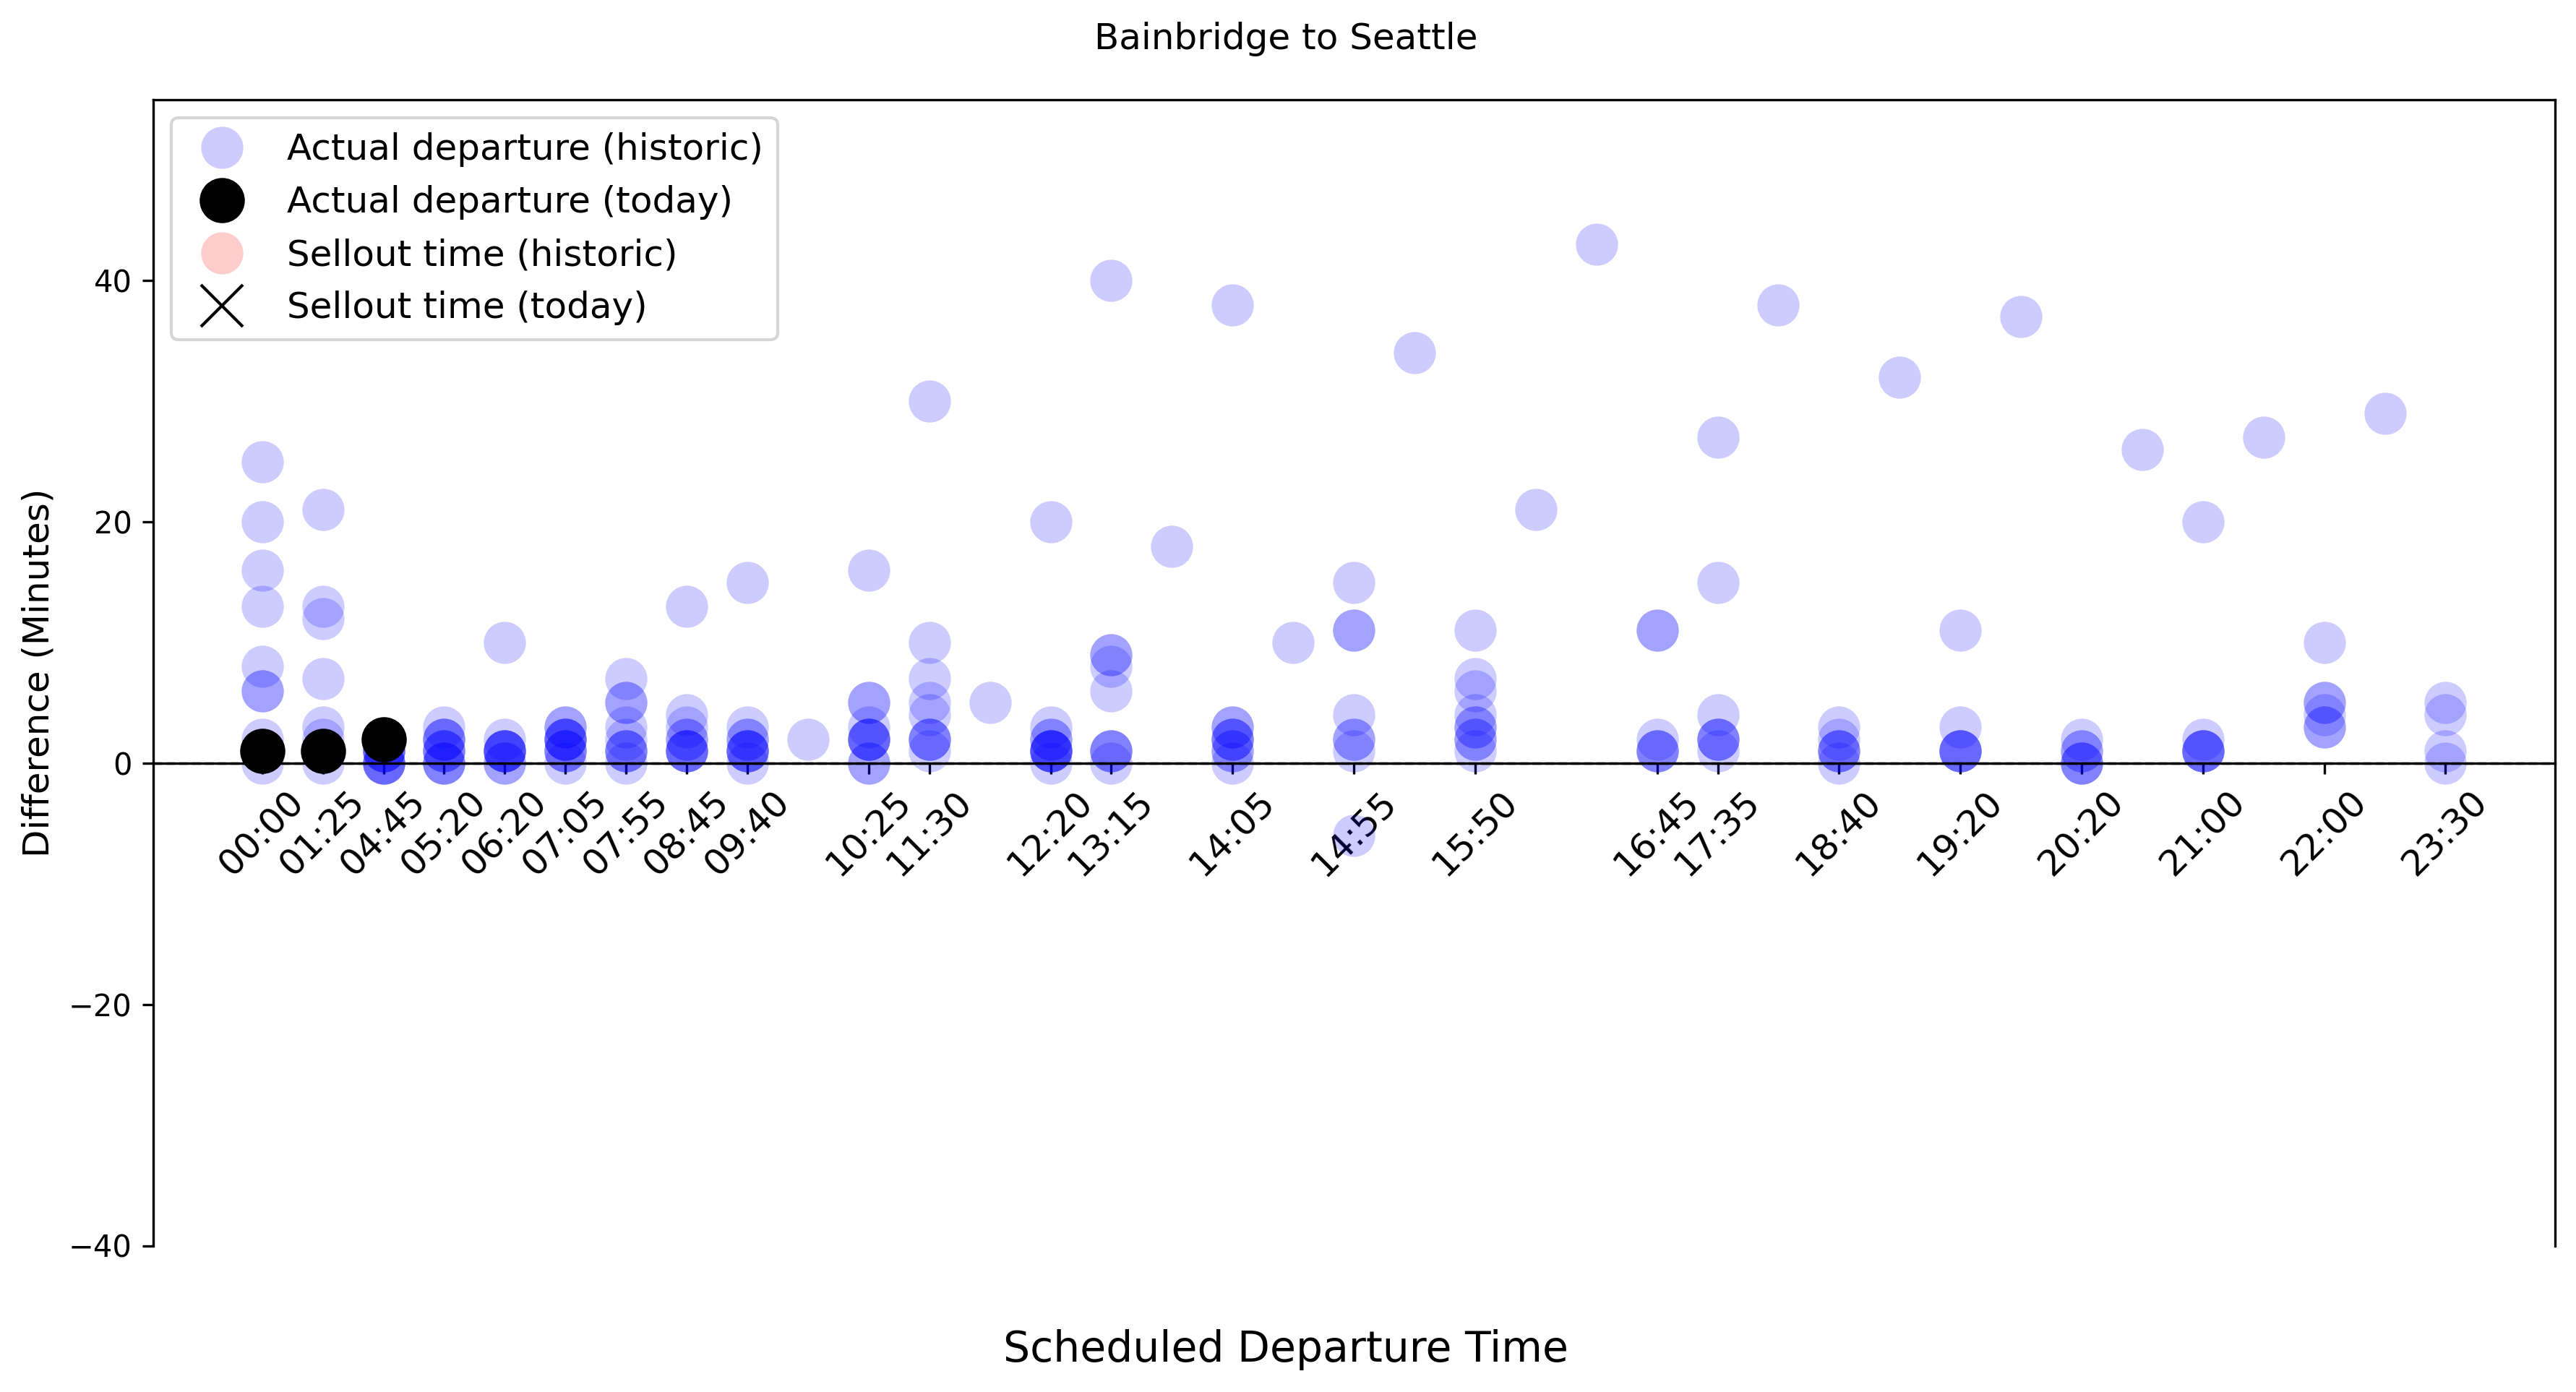 Bainbridge to Seattle
Actual departure (historic)
Actual departure (today)
Sellout time (historic)
Sellout time (today)
Difference (Minutes)
40
20
0
−20
−40
00:00 01:25 04:45 05:20 06:20 07:05 07:55 08:45 09:40 10:25 11:30 12:20 13:15 14:05 14:55 15:50 16:45 17:35 18:40 19:20 20:20 21:00 22:00 23:30
Scheduled Departure Time